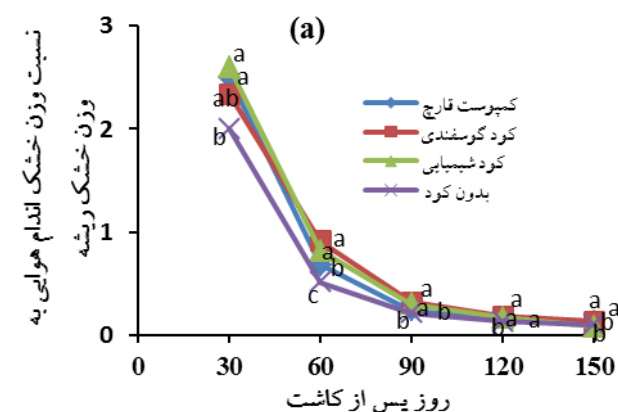 (a)
نسبت وزن خشک اندام هوایی به
وزن خشک ریشه
3
2
1
0
کمپوست قارچ
کود گوسفندی
کود شیمیایی
بدون کود
a
a
ab
b
a
a
b
c
a
a
b
b
a
a
a
b
a
a
b
b
0
30
60
90
120
150
روز پس از کاشت